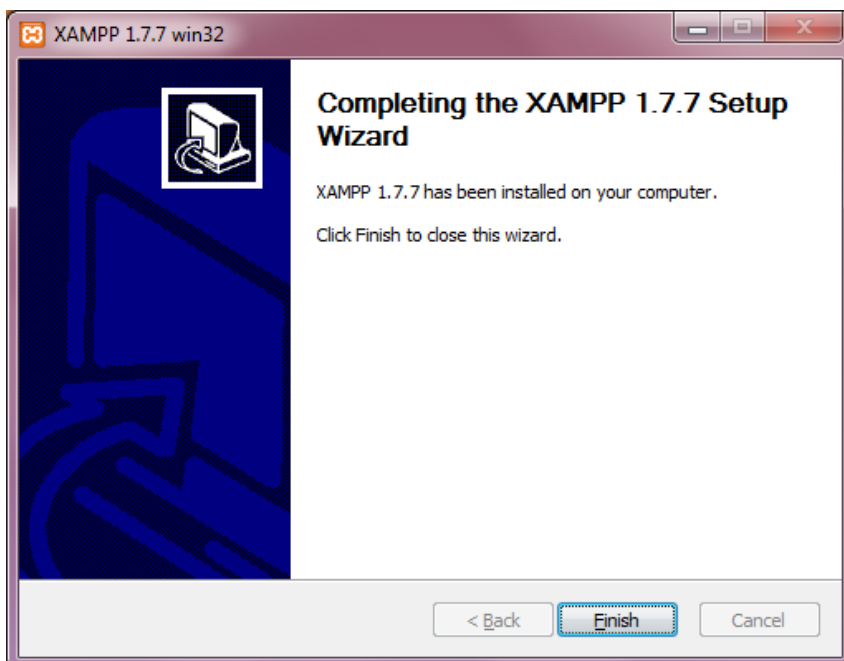 XAMPP 1.7.7 win32
Completing the XAMPP 1.7.7 Setup
Wizard
XAMPP 1.7.7 has been installed on your computer.
Click Finish to close this wizard.
< Back
Finish
Cancel